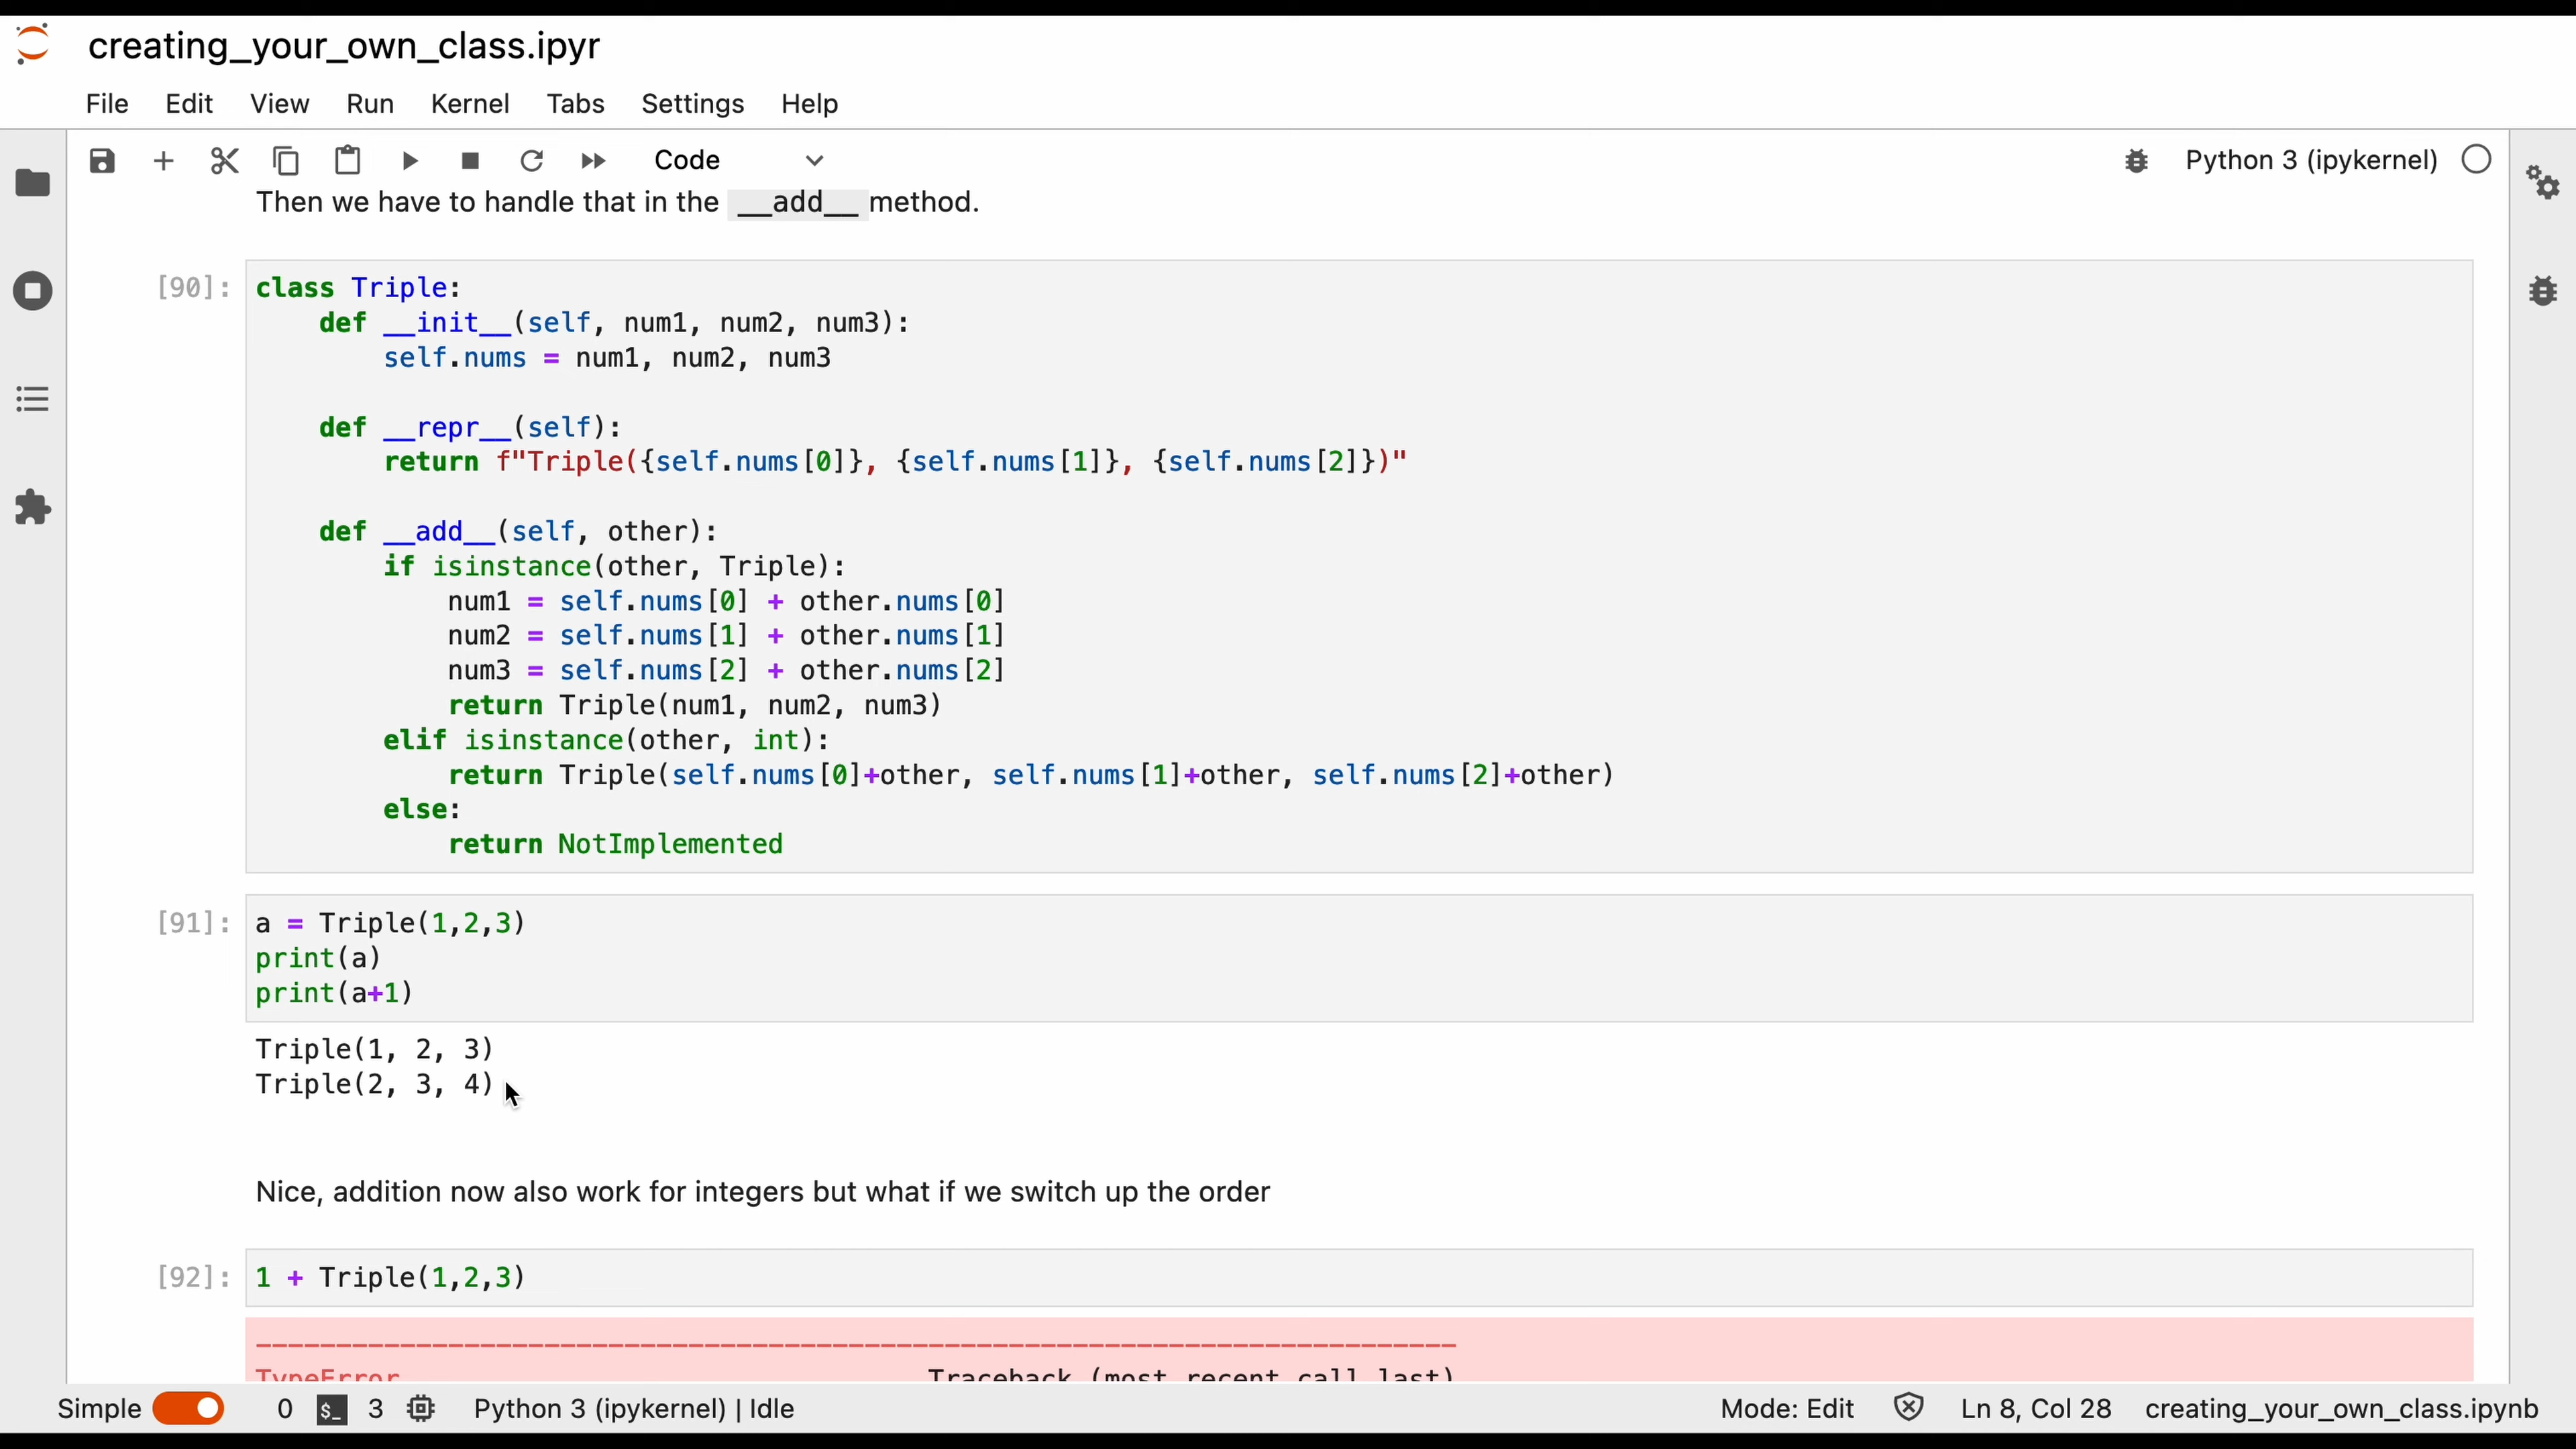 creating_your_own_class.ipyr
File Edit View Run Kernel Tabs Settings Help
Code Python 3 (ipykernel)
Then we have to handle that in the __add__ method.
[90]: class Triple:
    def __init__(self, num1, num2, num3):
        self.nums = num1, num2, num3
    def __repr__(self):
        return f"Triple({self.nums[0]}, {self.nums[1]}, {self.nums[2]})"
    def __add__(self, other):
        if isinstance(other, Triple):
            num1 = self.nums[0] + other.nums[0]
            num2 = self.nums[1] + other.nums[1]
            num3 = self.nums[2] + other.nums[2]
            return Triple(num1, num2, num3)
        elif isinstance(other, int):
            return Triple(self.nums[0]+other, self.nums[1]+other, self.nums[2]+other)
        else:
            return NotImplemented
[91]: a = Triple(1,2,3)
print(a)
print(a+1)
Triple(1, 2, 3)
Triple(2, 3, 4)
Nice, addition now also work for integers but what if we switch up the order
[92]: 1 + Triple(1,2,3)
TypeError Traceback (most recent call last)
Simple 0 $_ 3 Python 3 (ipykernel) | Idle Mode: Edit Ln 8, Col 28 creating_your_own_class.ipynb